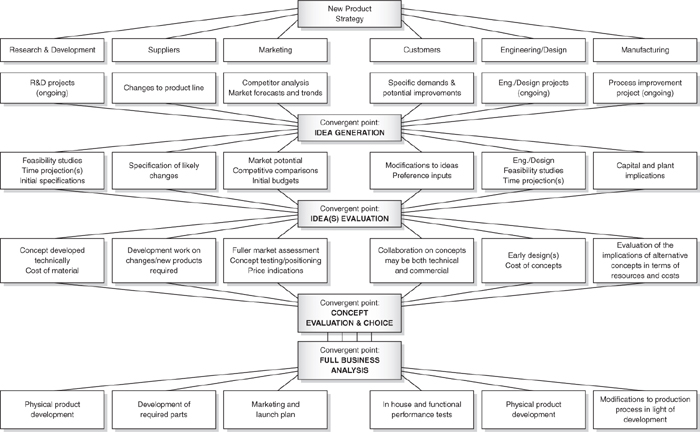 New Product
Strategy
Research & Development
Suppliers
Marketing
Customers
Engineering/Design
Manufacturing
R&D projects
(ongoing)
Changes to product line
Competitor analysis
Market forecasts and trends
Specific demands &
potential improvements
Eng./Design projects
(ongoing)
Process improvement
project (ongoing)
Convergent point:
IDEA GENERATION
Feasibility studies
Time projection(s)
Initial specifications
Specification of likely
changes
Market potential
Competitive comparisons
Initial budgets
Modifications to ideas
Preference inputs
Eng./Design
Feasibility studies
Time projection(s)
Capital and plant
implications
Convergent point:
IDEA(S) EVALUATION
Concept developed
technically
Cost of material
Development work on
changes/new products
required
Fuller market assessment
Concept testing/positioning
Price indications
Collaboration on concepts
may be both technical
and commercial
Early design(s)
Cost of concepts
Evaluation of the
implications of alternative
concepts in terms of
resources and costs
Convergent point:
CONCEPT
EVALUATION & CHOICE
Convergent point:
FULL BUSINESS
ANALYSIS
Physical product
development
Development of
required parts
Marketing and
launch plan
In house and functional
performance tests
Physical product
development
Modifications to production
process in light of
development